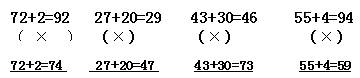 72+2=92 27+20=29 43+30=46 55+4=94
( × ) (×) (×) (×)
72+2=74 27+20=47 43+30=73 55+4=59